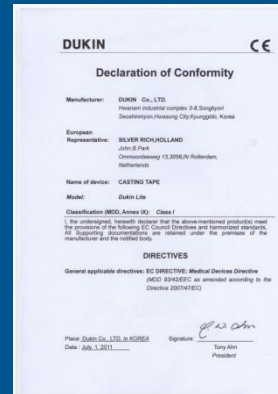 DUKIN
CE
Declaration of Conformity
Manufacturer: DUKIN Co., LTD.
Hwanam industrial complex 3-8,Songkyori
Seoshinmyon,Hwasung City,Kyunggido, Korea
European
Representative: SILVER RICH,HOLLAND
John.B.Park
Ommoordseweg 13,3056JN Rotterdam,
Netherlands
Name of device: CASTING TAPE
Model: Dukin Lite
Classification (MDD, Annex IX): Class I
I, the undersigned, herewith declarer that the above-mentioned product(s) meet
the provisions of the following EC Council Directives and harmonized standards,
All Supporting documentations are retained under the premises of the
manufacturer and the notified body.
DIRECTIVES
General applicable directives: EC DIRECTIVE: Medical Devices Directive
(MDD 93/42/EEC as amended according to the
Directive 2007/47/EC)
Place: Dukin Co., LTD. in KOREA
Signature:
Date : July. 1. 2011
Tony Ahn
President